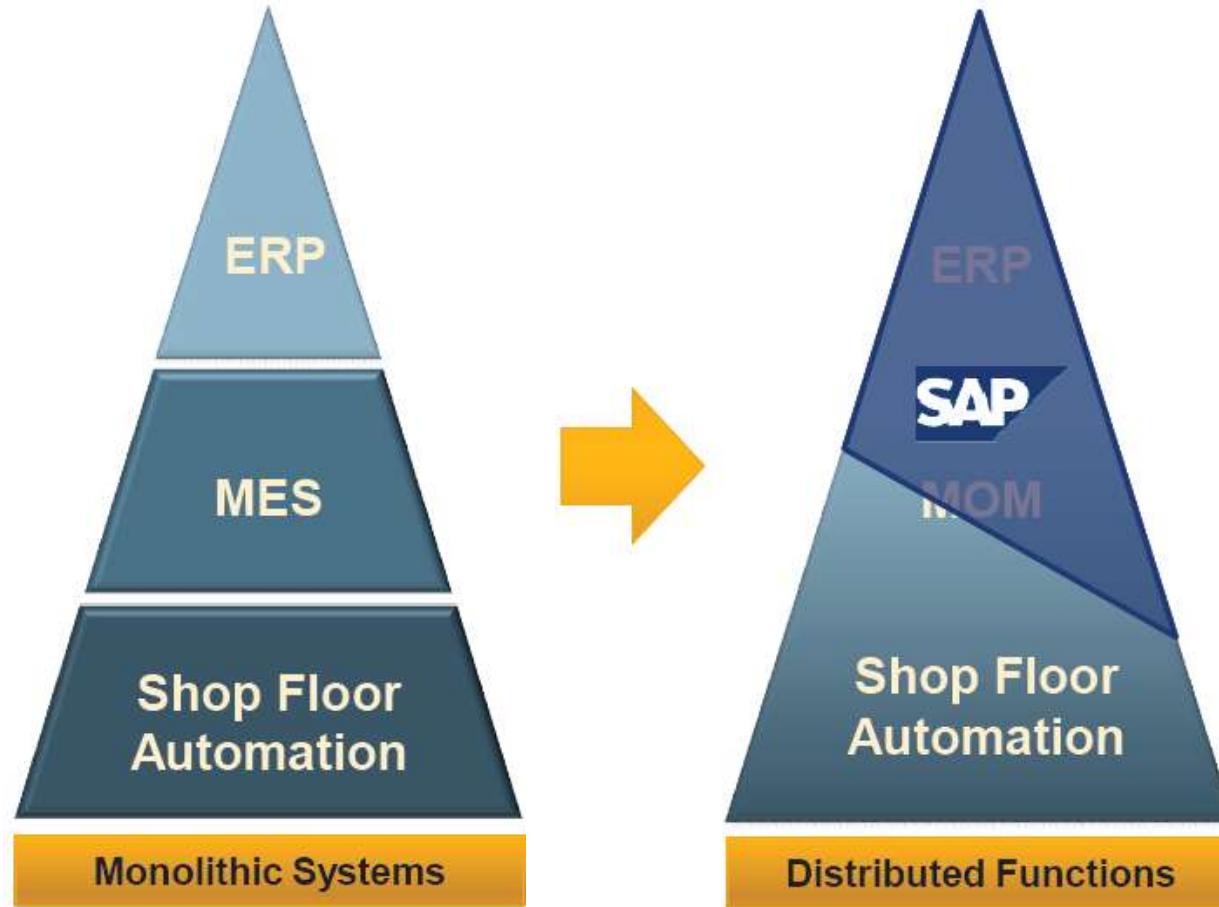 ERP
MES
Shop Floor
Automation
Monolithic Systems
ERP
SAP
MOM
Shop Floor
Automation
Distributed Functions